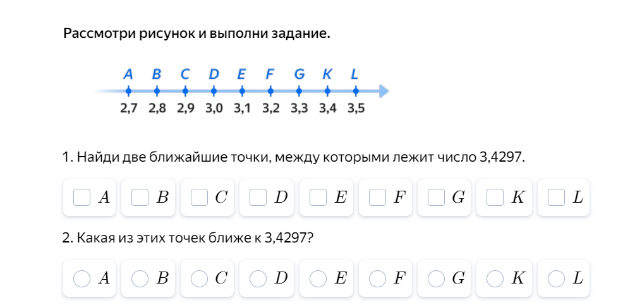 Рассмотри рисунок и выполни задание.
A B C D E F G K L
2,7 2,8 2,9 3,0 3,1 3,2 3,3 3,4 3,5
1. Найди две ближайшие точки, между которыми лежит число 3,4297.
A B C D E F G K L
2. Какая из этих точек ближе к 3,4297?
A B C D E F G K L